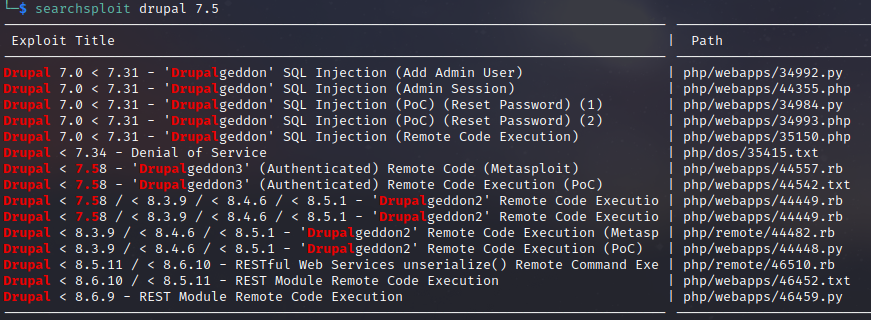 └─$ searchsploit drupal 7.5
Exploit Title | Path
Drupal 7.0 < 7.31 - 'Drupalgeddon' SQL Injection (Add Admin User) | php/webapps/34992.py
Drupal 7.0 < 7.31 - 'Drupalgeddon' SQL Injection (Admin Session) | php/webapps/44355.php
Drupal 7.0 < 7.31 - 'Drupalgeddon' SQL Injection (PoC) (Reset Password) (1) | php/webapps/34984.py
Drupal 7.0 < 7.31 - 'Drupalgeddon' SQL Injection (PoC) (Reset Password) (2) | php/webapps/34993.php
Drupal 7.0 < 7.31 - 'Drupalgeddon' SQL Injection (Remote Code Execution) | php/webapps/35150.php
Drupal < 7.34 - Denial of Service | php/dos/35415.txt
Drupal < 7.58 - 'Drupalgeddon3' (Authenticated) Remote Code (Metasploit) | php/webapps/44557.rb
Drupal < 7.58 - 'Drupalgeddon3' (Authenticated) Remote Code Execution (PoC) | php/webapps/44542.txt
Drupal < 7.58 / < 8.3.9 / < 8.4.6 / < 8.5.1 - 'Drupalgeddon2' Remote Code Executio | php/webapps/44449.rb
Drupal < 7.58 / < 8.3.9 / < 8.4.6 / < 8.5.1 - 'Drupalgeddon2' Remote Code Executio | php/webapps/44449.rb
Drupal < 8.3.9 / < 8.4.6 / < 8.5.1 - 'Drupalgeddon2' Remote Code Execution (Metasp | php/remote/44482.rb
Drupal < 8.3.9 / < 8.4.6 / < 8.5.1 - 'Drupalgeddon2' Remote Code Execution (PoC) | php/webapps/44448.py
Drupal < 8.5.11 / < 8.6.10 - RESTful Web Services unserialize() Remote Command Exe | php/remote/46510.rb
Drupal < 8.6.10 / < 8.5.11 - REST Module Remote Code Execution | php/webapps/46452.txt
Drupal < 8.6.9 - REST Module Remote Code Execution | php/webapps/46459.py